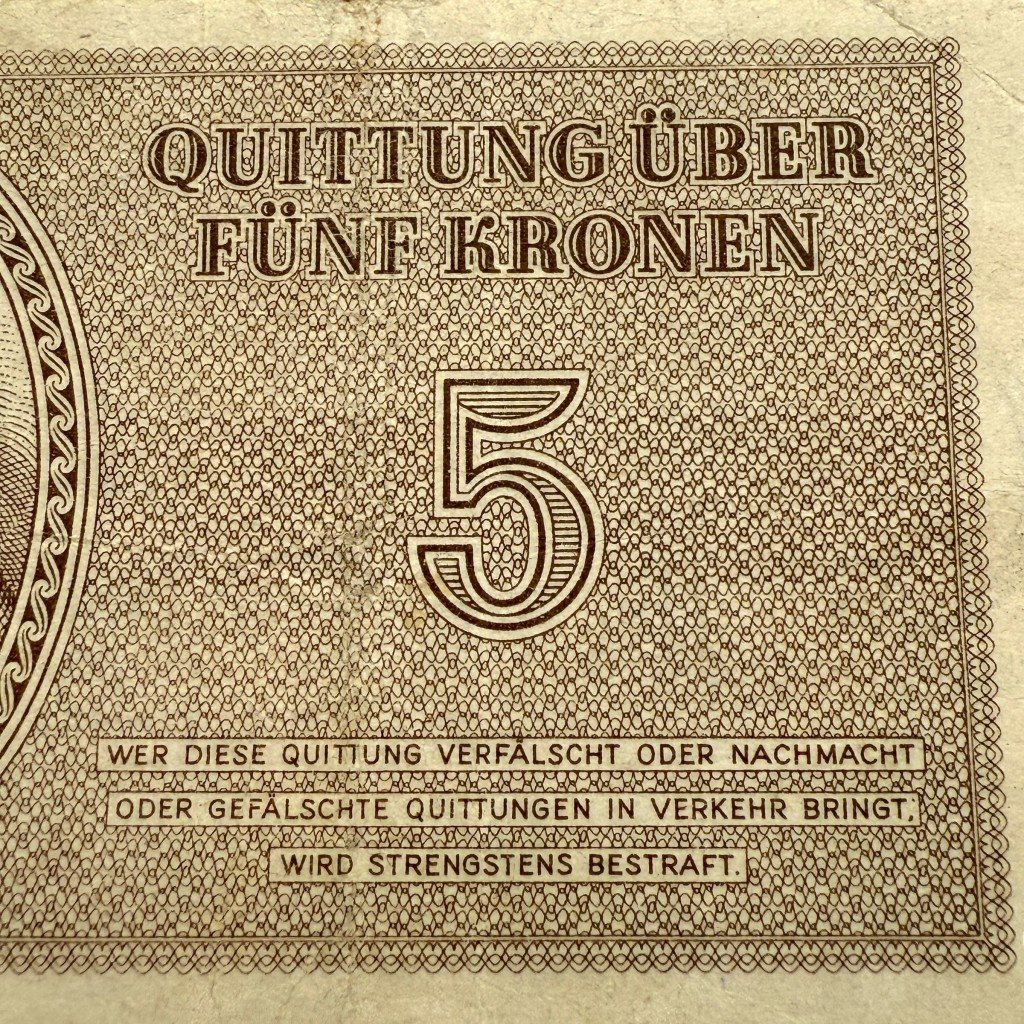 QUITTUNG ÜBER
FÜNF KRONEN
5
WER DIESE QUITTUNG VERFÄLSCHT ODER NACHMACHT
ODER GEFÄLSCHTE QUITTUNGEN IN VERKEHR BRINGT,
WIRD STRENGSTENS BESTRAFT.